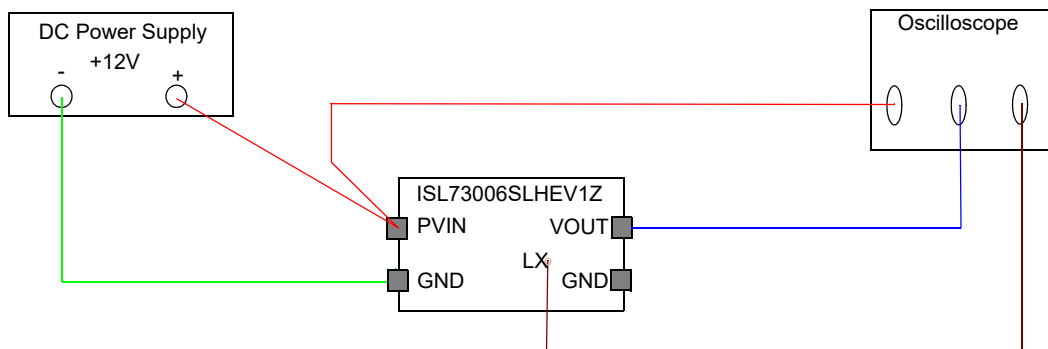 DC Power Supply
+12V
- +
Oscilloscope
ISL73006SLHEV1Z
PVIN VOUT
LX
GND GND